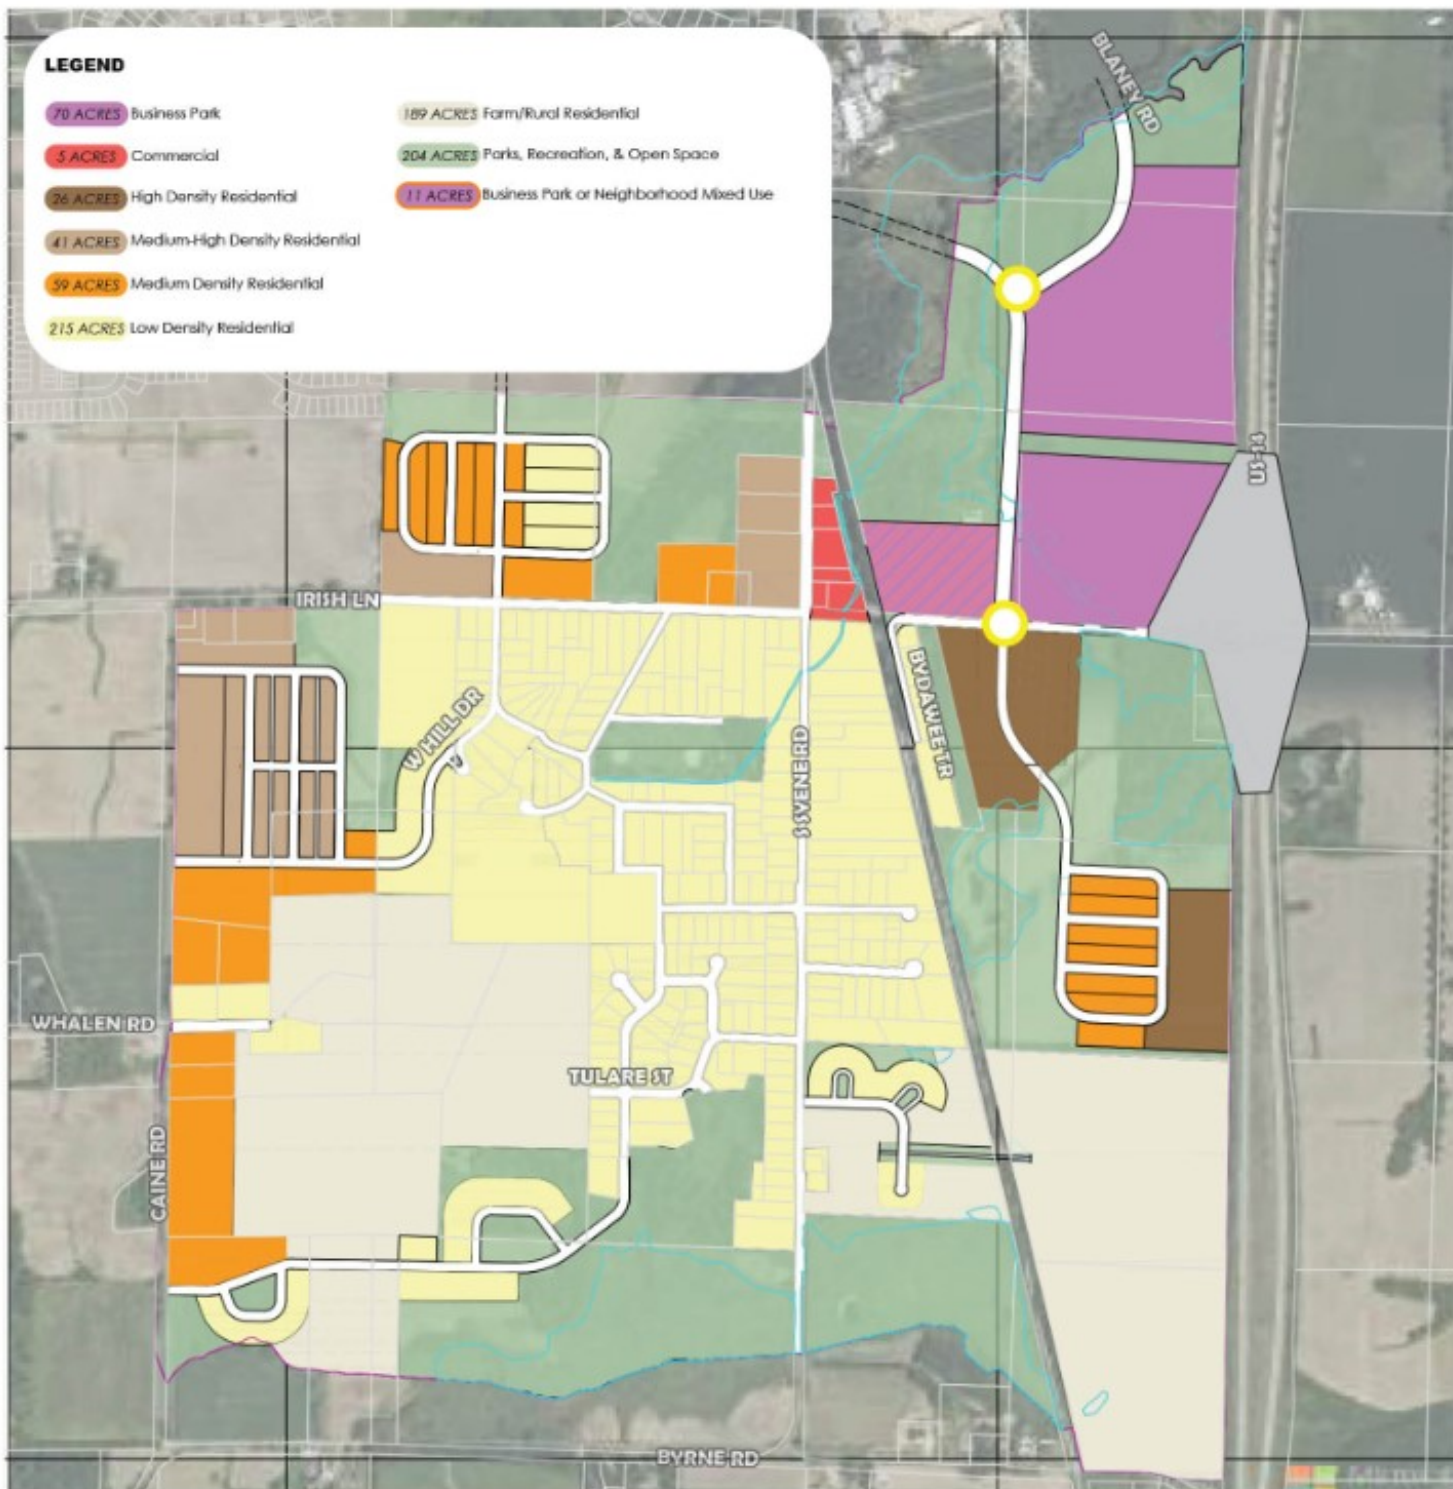 LEGEND
70 ACRES Business Park
5 ACRES Commercial
26 ACRES High Density Residential
41 ACRES Medium-High Density Residential
59 ACRES Medium Density Residential
215 ACRES Low Density Residential
189 ACRES Farm/Rural Residential
204 ACRES Parks, Recreation, & Open Space
11 ACRES Business Park or Neighborhood Mixed Use
BLANEY RD
US-14
IRISH LN
W HILL DR
BYDAWEE TR
S SYENE RD
WHALEN RD
TULARE ST
CAINE RD
BYRNE RD